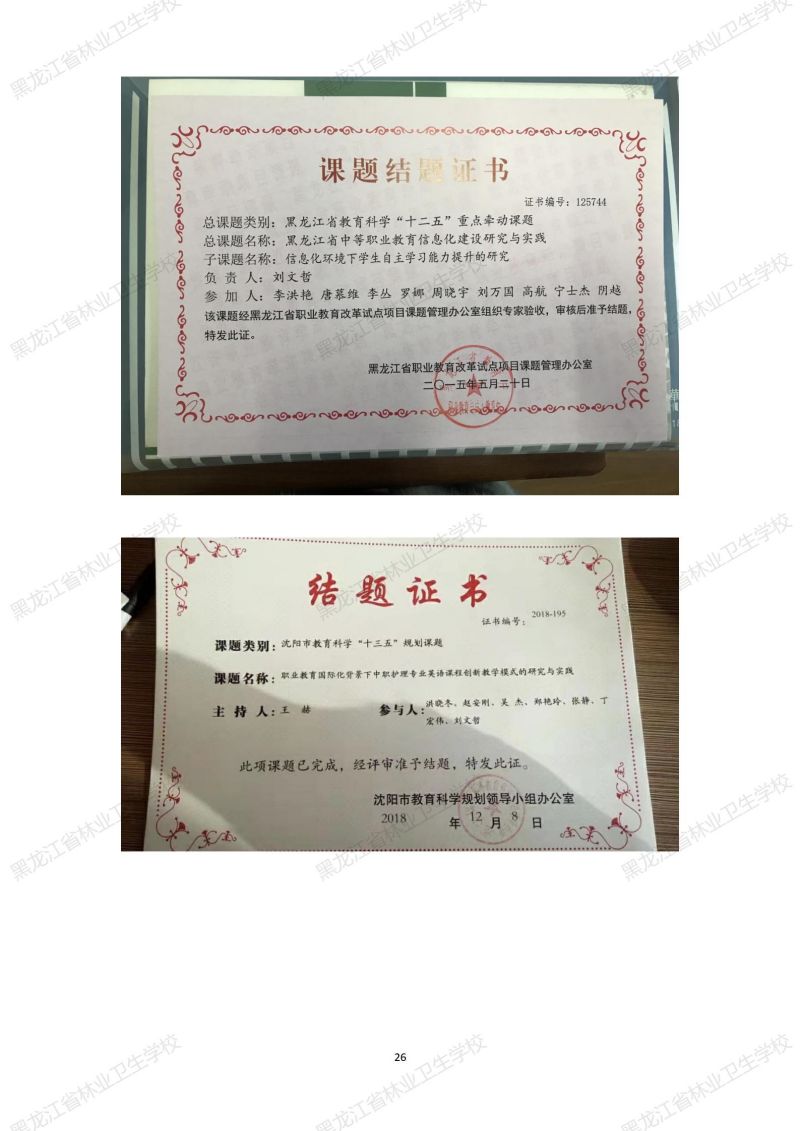 课题结题证书
证书编号：125744
总课题类别：黑龙江省教育科学“十二五”重点牵动课题
总课题名称：黑龙江省中等职业教育信息化建设研究与实践
子课题名称：信息化环境下学生自主学习能力提升的研究
负 责 人：刘文哲
参 加 人：李洪艳 唐慕维 李丛 罗娜 周晓宇 刘万国 高航 宁士杰 阴越
该课题经黑龙江省职业教育改革试点项目课题管理办公室组织专家验收，审核后准予结题，
特发此证。
黑龙江省职业教育改革试点项目课题管理办公室
二〇一五年五月二十日
结题证书
证书编号：2018-195
课题类别：沈阳市教育科学“十三五”规划课题
课题名称：职业教育国际化背景下中职护理专业英语课程创新教学模式的研究与实践
主 持 人：王 赫 参与人：洪晓冬、赵安刚、吴 杰、郑艳玲、张静、丁
宏伟、刘文哲
此项课题已完成，经评审准予结题，特发此证。
沈阳市教育科学规划领导小组办公室
2018 年 12 月 8 日
26
黑龙江省林业卫生学校